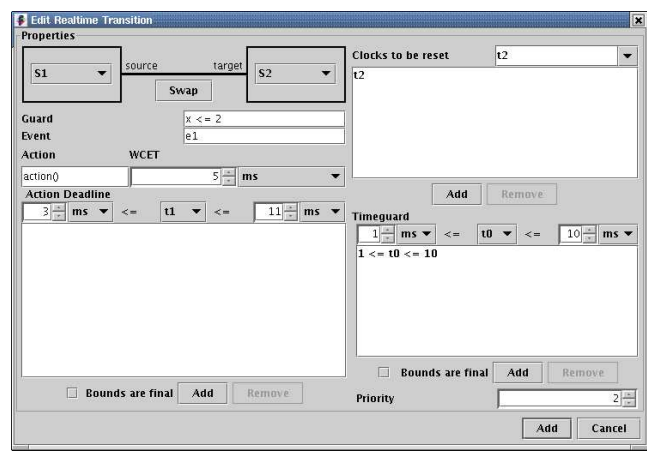 Edit Realtime Transition
Properties
S1
source
target
S2
Swap
Clocks to be reset
t2
t2
Guard
x <= 2
Event
e1
Action
WCET
action()
5
ms
Add
Remove
Action Deadline
3 ms <= t1 <= 11 ms
Timeguard
1 ms <= t0 <= 10 ms
1 <= t0 <= 10
Bounds are final
Add
Remove
Bounds are final
Add
Remove
Priority
2
Add
Cancel